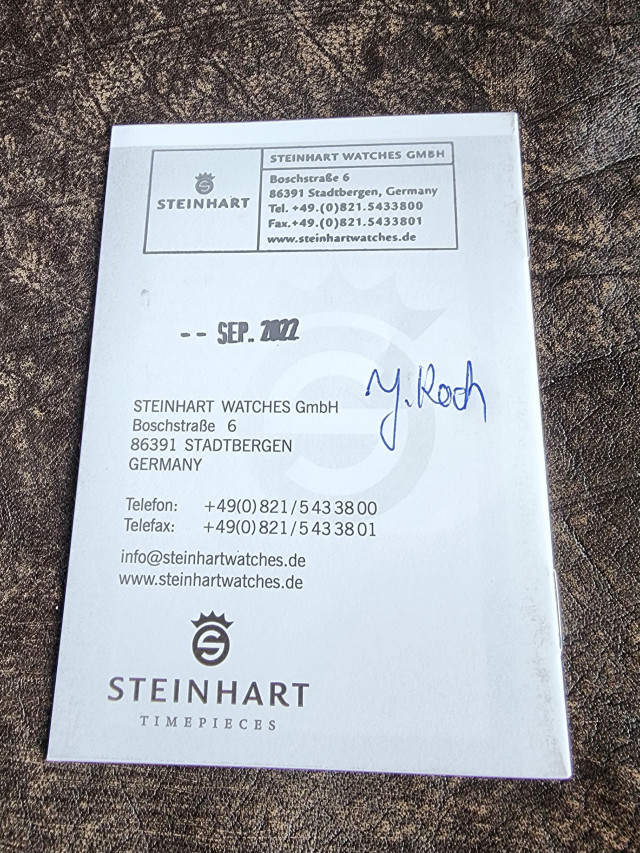 STEINHART
STEINHART WATCHES GMBH
Boschstraße 6
86391 Stadtbergen, Germany
Tel. +49.(0)821.5433800
Fax.+49.(0)821.5433801
www.steinhartwatches.de
-- SEP. 2022
Y. Koch
STEINHART WATCHES GmbH
Boschstraße 6
86391 STADTBERGEN
GERMANY
Telefon: +49(0)821/5433800
Telefax: +49(0)821/5433801
info@steinhartwatches.de
www.steinhartwatches.de
STEINHART
TIMEPIECES